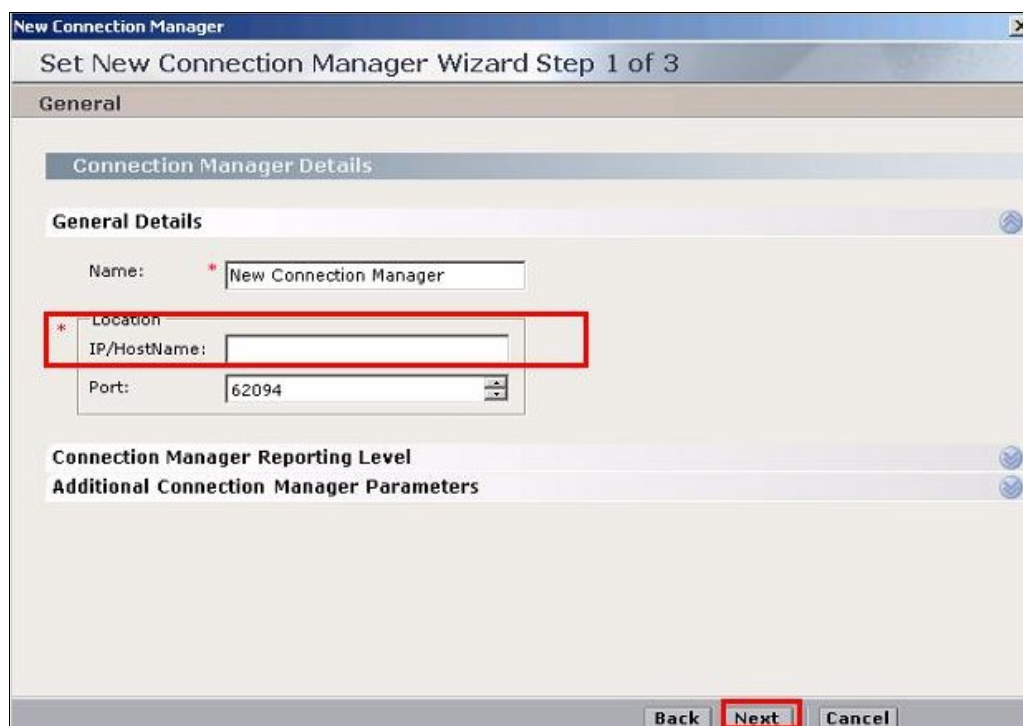 New Connection Manager
Set New Connection Manager Wizard Step 1 of 3
General
Connection Manager Details
General Details
Name: * New Connection Manager
* Location
IP/HostName:
Port: 62094
Connection Manager Reporting Level
Additional Connection Manager Parameters
Back Next Cancel